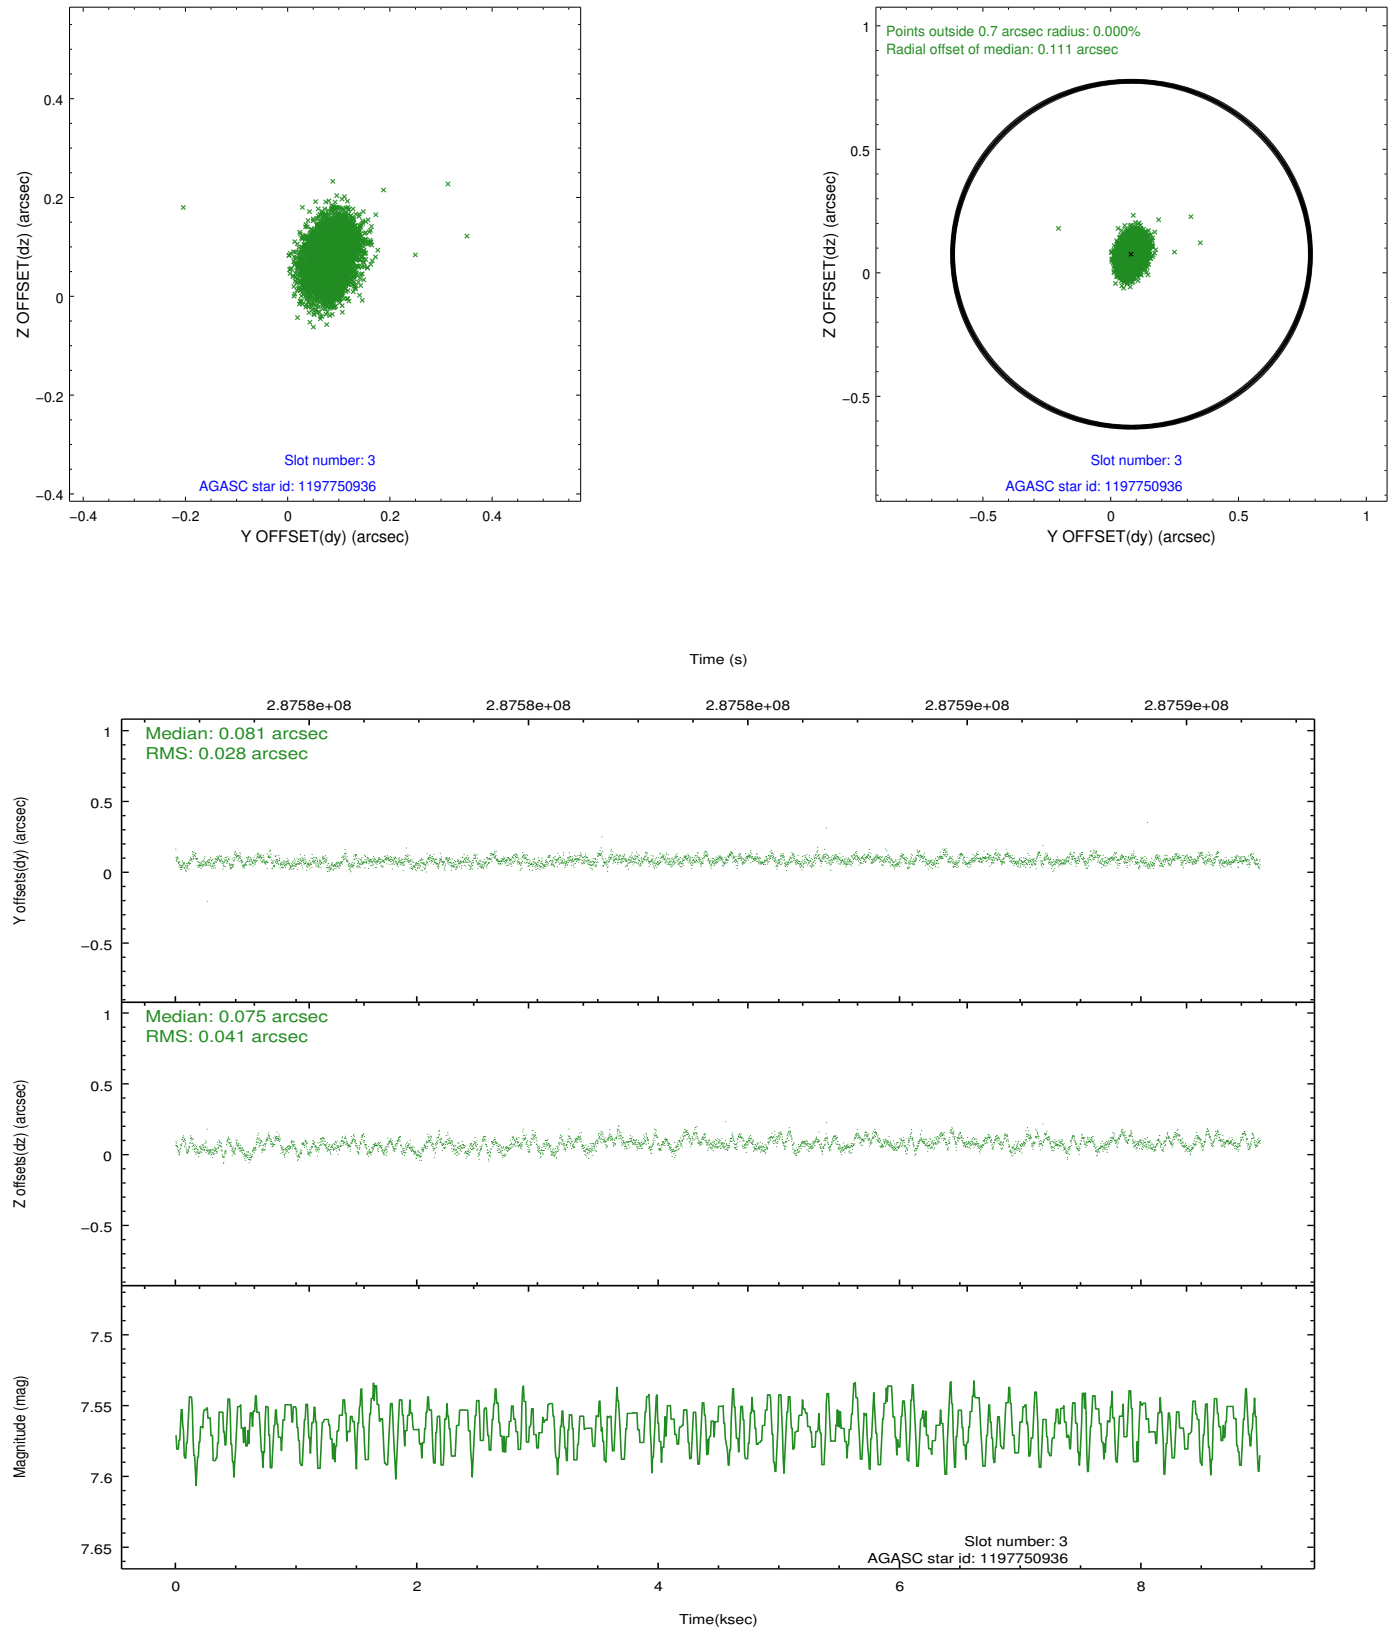 0.4
0.2
0
−0.2
−0.4
Z OFFSET(dz) (arcsec)
Slot number: 3
AGASC star id: 1197750936
−0.4 −0.2 0 0.2 0.4
Y OFFSET(dy) (arcsec)
Points outside 0.7 arcsec radius: 0.000%
Radial offset of median: 0.111 arcsec
1
0.5
0
−0.5
Z OFFSET(dz) (arcsec)
Slot number: 3
AGASC star id: 1197750936
−0.5 0 0.5 1
Y OFFSET(dy) (arcsec)
Time (s)
2.8758e+08 2.8758e+08 2.8758e+08 2.8759e+08 2.8759e+08
Median: 0.081 arcsec
RMS: 0.028 arcsec
1
0.5
0
−0.5
Y offsets(dy) (arcsec)
Median: 0.075 arcsec
RMS: 0.041 arcsec
1
0.5
0
−0.5
Z offsets(dz) (arcsec)
7.5
7.55
7.6
7.65
Magnitude (mag)
Slot number: 3
AGASC star id: 1197750936
0 2 4 6 8
Time(ksec)